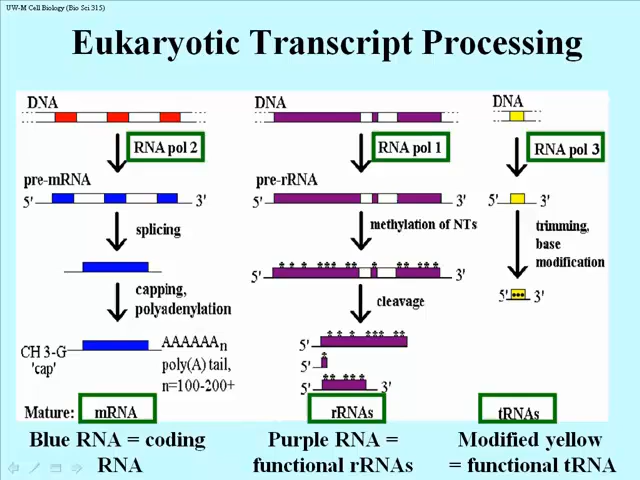 UW-M Cell Biology (Bio Sci 315)
Eukaryotic Transcript Processing
DNA
DNA
DNA
RNA pol 2
RNA pol 1
RNA pol 3
pre-mRNA
pre-rRNA
5' 3'
5' 3'
5' 3'
splicing
methylation of NTs
trimming,
base
modification
5' 3'
5' 3'
capping,
polyadenylation
cleavage
CH 3-G
'cap'
AAAAAAn
poly(A) tail,
n=100-200+
5'
5'
5' 3'
Mature:
mRNA
rRNAs
tRNAs
Blue RNA = coding
RNA
Purple RNA =
functional rRNAs
Modified yellow
= functional tRNA